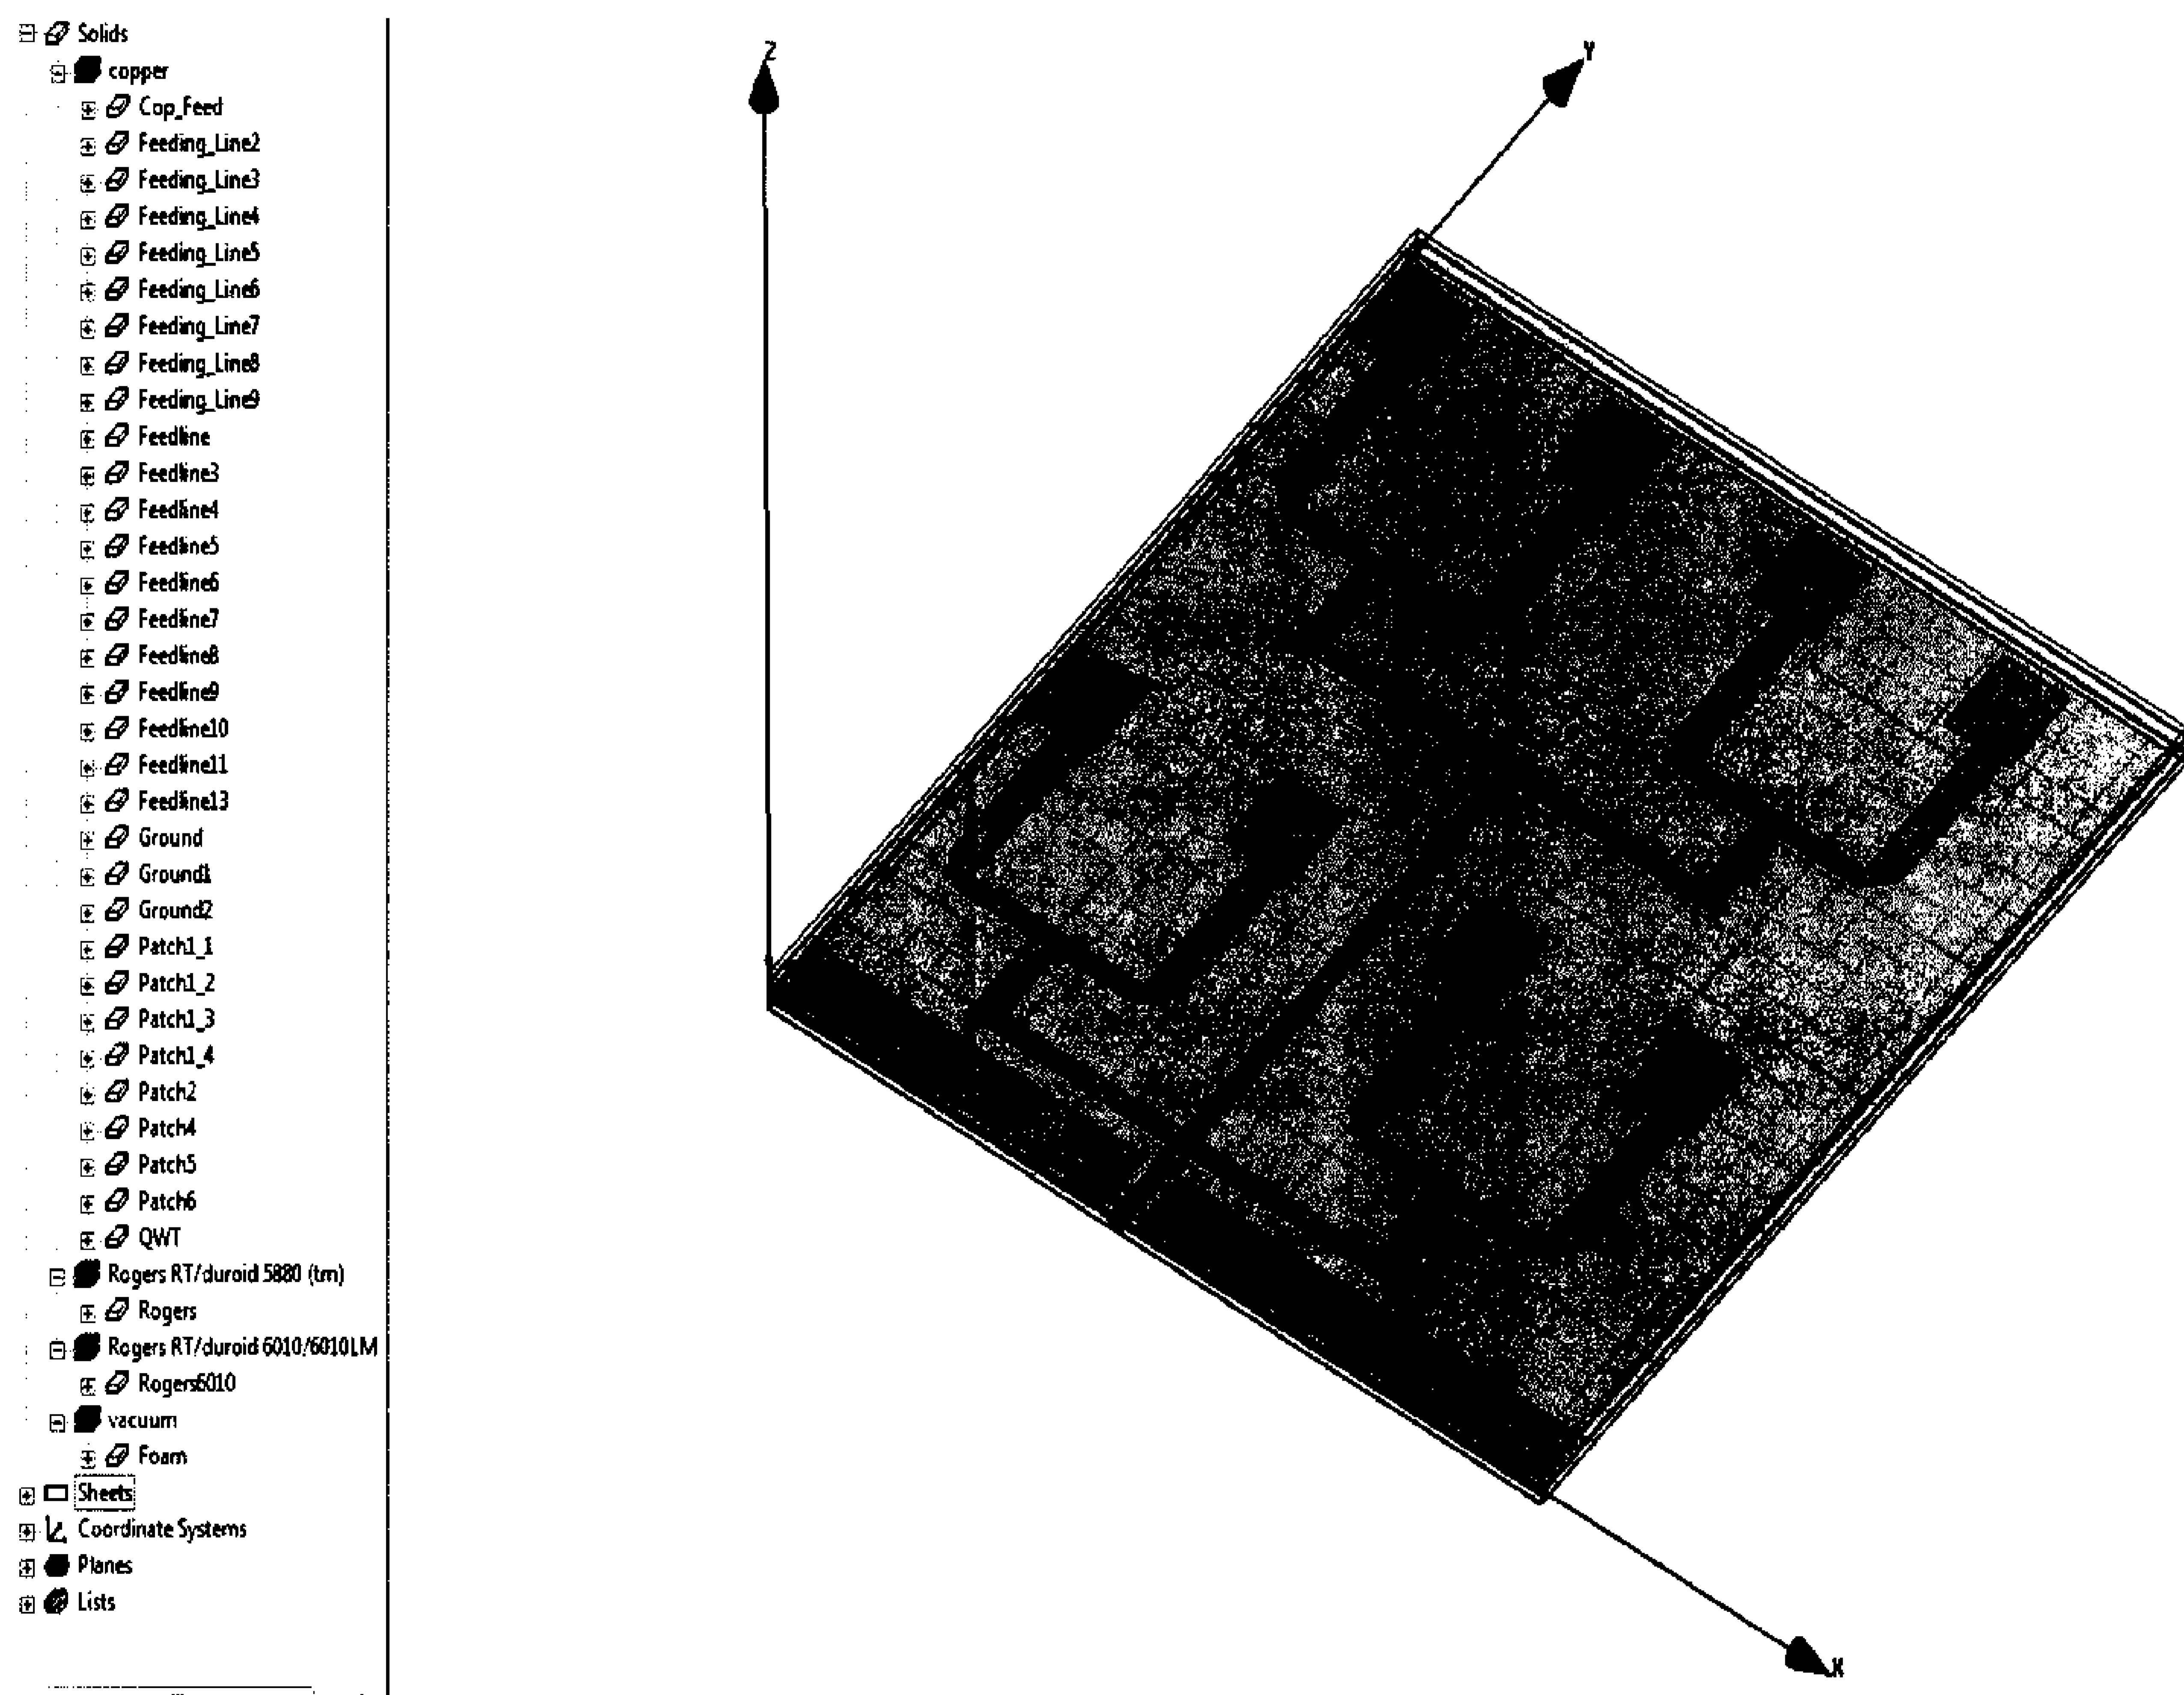 Solids
copper
Cop_Feed
Feeding_Line2
Feeding_Line3
Feeding_Line4
Feeding_Line5
Feeding_Line6
Feeding_Line7
Feeding_Line8
Feeding_Line9
Feedline
Feedline3
Feedline4
Feedline5
Feedline6
Feedline7
Feedline8
Feedline9
Feedline10
Feedline11
Feedline13
Ground
Ground1
Ground2
Patch1_1
Patch1_2
Patch1_3
Patch1_4
Patch2
Patch4
Patch5
Patch6
QWT
Rogers RT/duroid 5880 (tm)
Rogers
Rogers RT/duroid 6010/6010LM
Rogers6010
vacuum
Foam
Sheets
Coordinate Systems
Planes
Lists
Z
Y
X